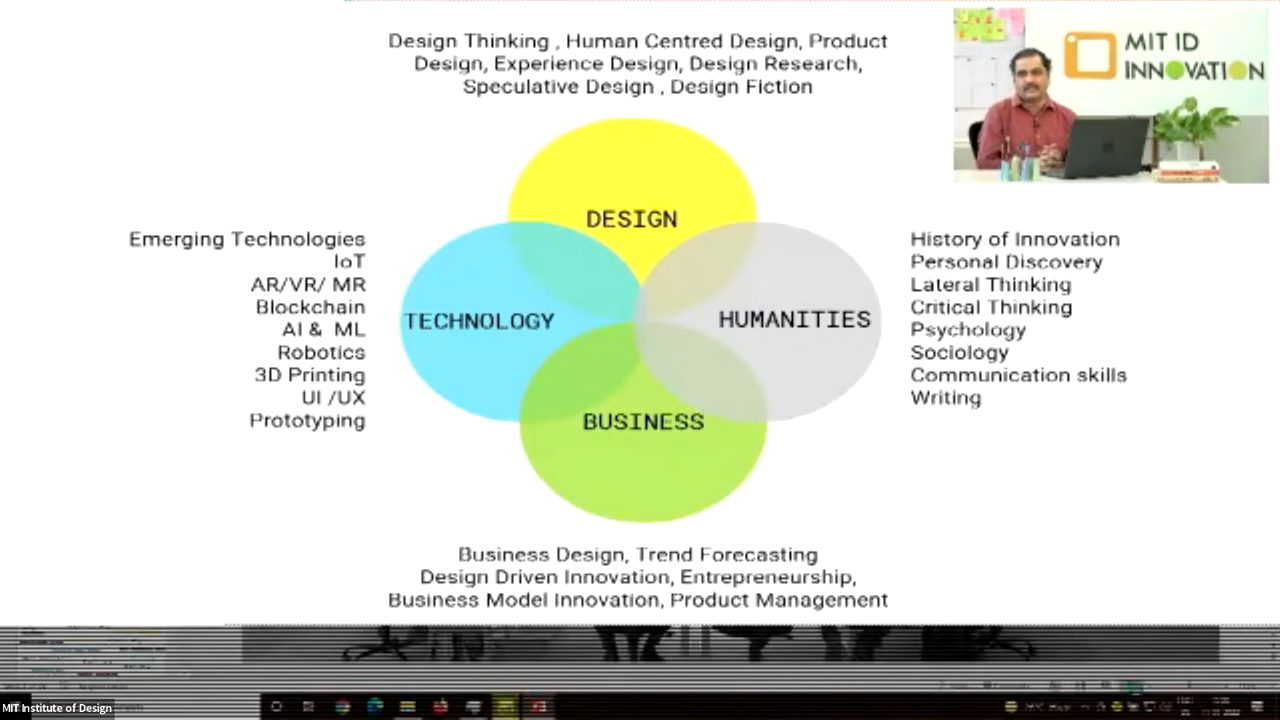 Design Thinking , Human Centred Design, Product
Design, Experience Design, Design Research,
Speculative Design , Design Fiction
MIT ID
INNOVATION
DESIGN
TECHNOLOGY
HUMANITIES
BUSINESS
Emerging Technologies
IoT
AR/VR/ MR
Blockchain
AI & ML
Robotics
3D Printing
UI /UX
Prototyping
History of Innovation
Personal Discovery
Lateral Thinking
Critical Thinking
Psychology
Sociology
Communication skills
Writing
Business Design, Trend Forecasting
Design Driven Innovation, Entrepreneurship,
Business Model Innovation, Product Management
MIT Institute of Design